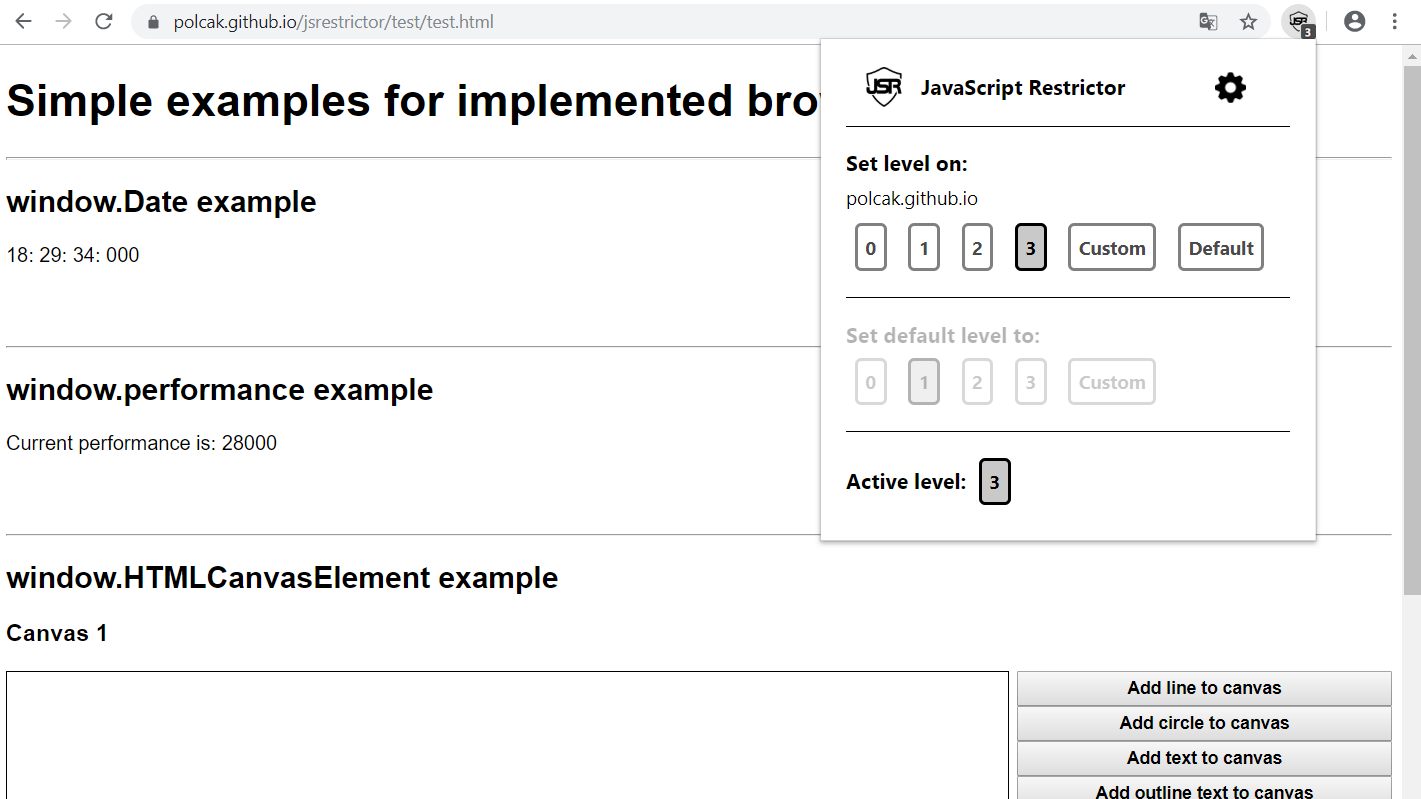 polcak.github.io/jsrestrictor/test/test.html
3
Simple examples for implemented
window.Date example
18: 29: 34: 000
window.performance example
Current performance is: 28000
window.HTMLCanvasElement example
Canvas 1
Add line to canvas
Add circle to canvas
Add text to canvas
Add outline text to canvas
JSR JavaScript Restrictor
Set level on:
polcak.github.io
0 1 2 3 Custom Default
Set default level to:
0 1 2 3 Custom
Active level: 3